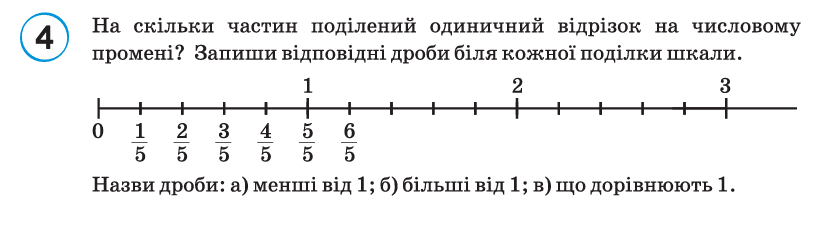 4
На скільки частин поділений одиничний відрізок на числовому
промені? Запиши відповідні дроби біля кожної поділки шкали.
1 2 3
0 1/5 2/5 3/5 4/5 5/5 6/5
Назви дроби: а) менші від 1; б) більші від 1; в) що дорівнюють 1.